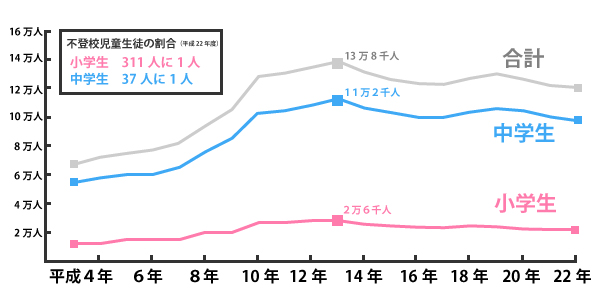 16万人
14万人
12万人
10万人
8万人
6万人
4万人
2万人
不登校児童生徒の割合（平成22年度）
小学生 311人に1人
中学生 37人に1人
13万8千人
合計
11万2千人
中学生
2万6千人
小学生
平成4年 6年 8年 10年 12年 14年 16年 18年 20年 22年